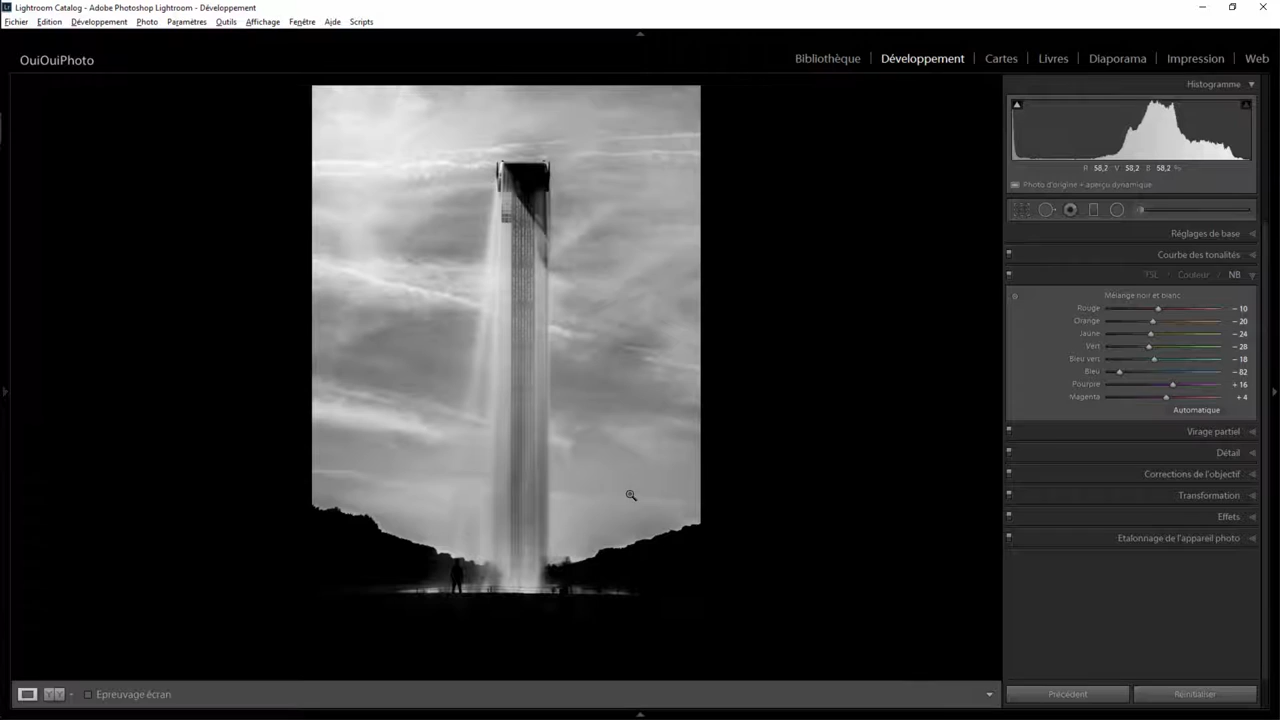 Lightroom Catalog - Adobe Photoshop Lightroom - Développement
Fichier Edition Développement Photo Paramètres Outils Affichage Fenêtre Aide Scripts
OuiOuiPhoto
Bibliothèque | Développement | Cartes | Livres | Diaporama | Impression | Web
Histogramme
R 58,2 V 58,2 B 58,2 %
Photo d'origine + aperçu dynamique
Réglages de base
Courbe des tonalités
TSL / Couleur / NB
Mélange noir et blanc
Rouge - 10
Orange - 20
Jaune - 24
Vert - 28
Bleu vert - 18
Bleu - 82
Pourpre + 16
Magenta + 4
Automatique
Virage partiel
Détail
Corrections de l'objectif
Transformation
Effets
Etalonnage de l'appareil photo
Epreuvage écran
Précédent
Réinitialiser